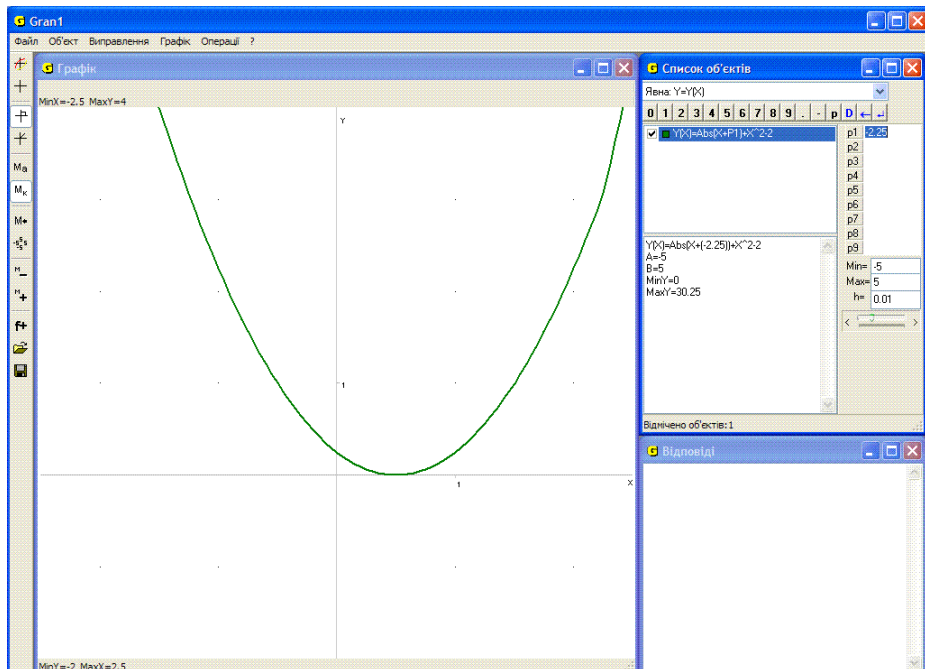 Gran1
Файл Об'єкт Виправлення Графік Операції ?
Графік
MinX=-2.5 MaxY=4
Y
1
1
X
MinY=-2 MaxX=2.5
Ma
Mк
M+
M
M+
f+
Список об'єктів
Явна: Y=Y(X)
0 1 2 3 4 5 6 7 8 9 . - p D ← ↵
Y(X)=Abs(X+P1)+X^2-2
p1 -2.25
p2
p3
p4
p5
p6
p7
p8
p9
Y(X)=Abs(X+(-2.25))+X^2-2
A=-5
B=5
MinY=0
MaxY=30.25
Min= -5
Max= 5
h= 0.01
< >
Відмічено об'єктів:1
Відповіді